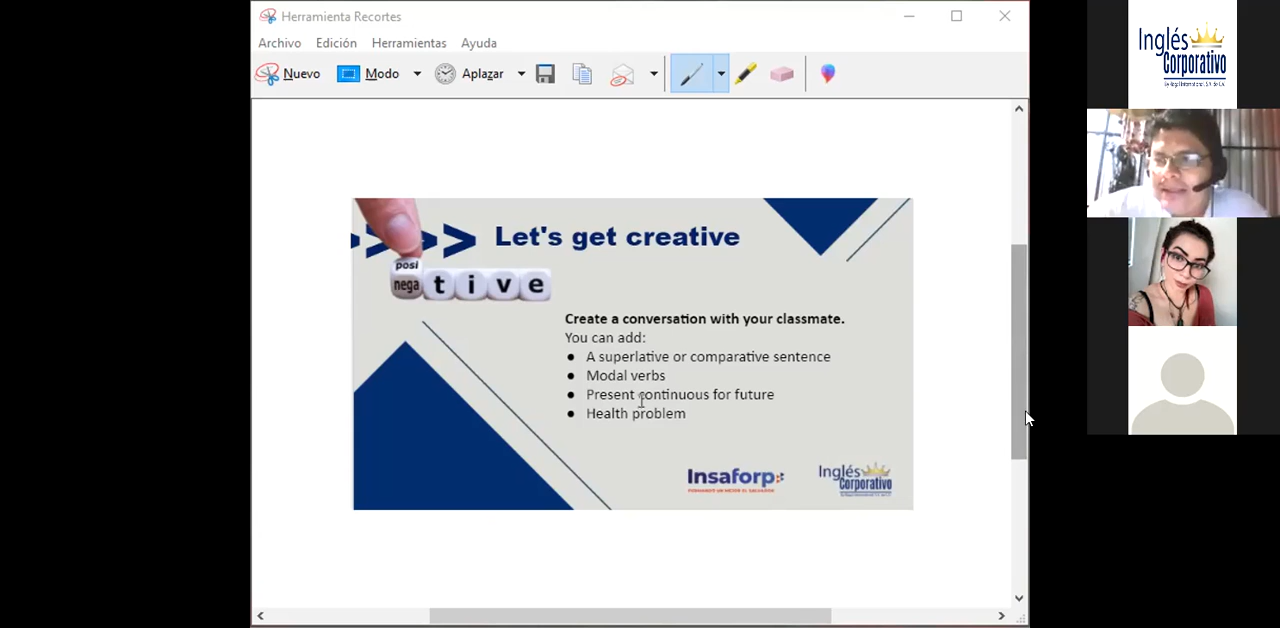 Herramienta Recortes
Archivo Edición Herramientas Ayuda
Nuevo Modo Aplazar
Let's get creative
posi
nega t i v e
Create a conversation with your classmate.
You can add:
● A superlative or comparative sentence
● Modal verbs
● Present continuous for future
● Health problem
Insaforp
Inglés
Corporativo
Inglés
Corporativo